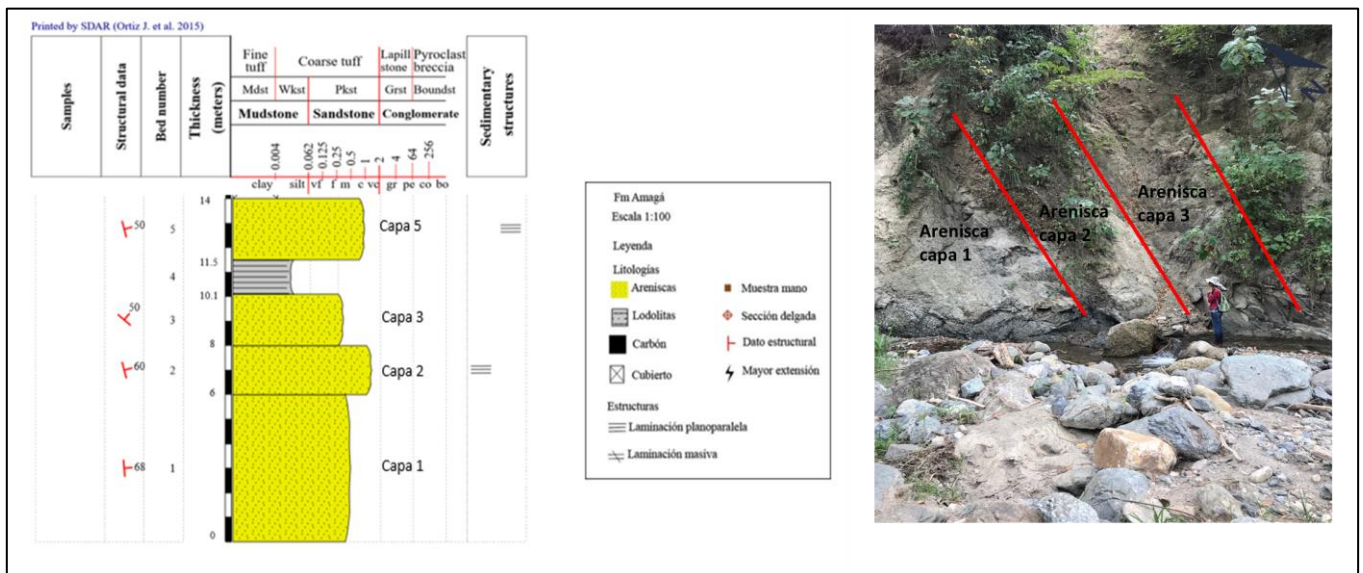 Printed by SDAR (Ortiz J. et al. 2015)
Samples
Structural data
Bed number
Thickness
(meters)
Fine
tuff
Coarse tuff
Lapill
stone
Pyroclast
breccia
Mdst
Wkst
Pkst
Grst
Boundst
Mudstone
Sandstone
Conglomerate
0.004
0.062
0.125
0.25
0.5
1
2
4
64
256
clay
silt
vf
f
m
c
vc
gr
pe
co
bo
Sedimentary
structures
14
50
5
Capa 5
11.5
4
10.1
50
3
Capa 3
8
60
2
Capa 2
6
68
1
Capa 1
0
Fm Amagá
Escala 1:100
Leyenda
Litologías
Areniscas
Muestra mano
Lodolitas
Sección delgada
Carbón
Dato estructural
Cubierto
Mayor extensión
Estructuras
Laminación planoparalela
Laminación masiva
Arenisca
capa 1
Arenisca
capa 2
Arenisca
capa 3
N